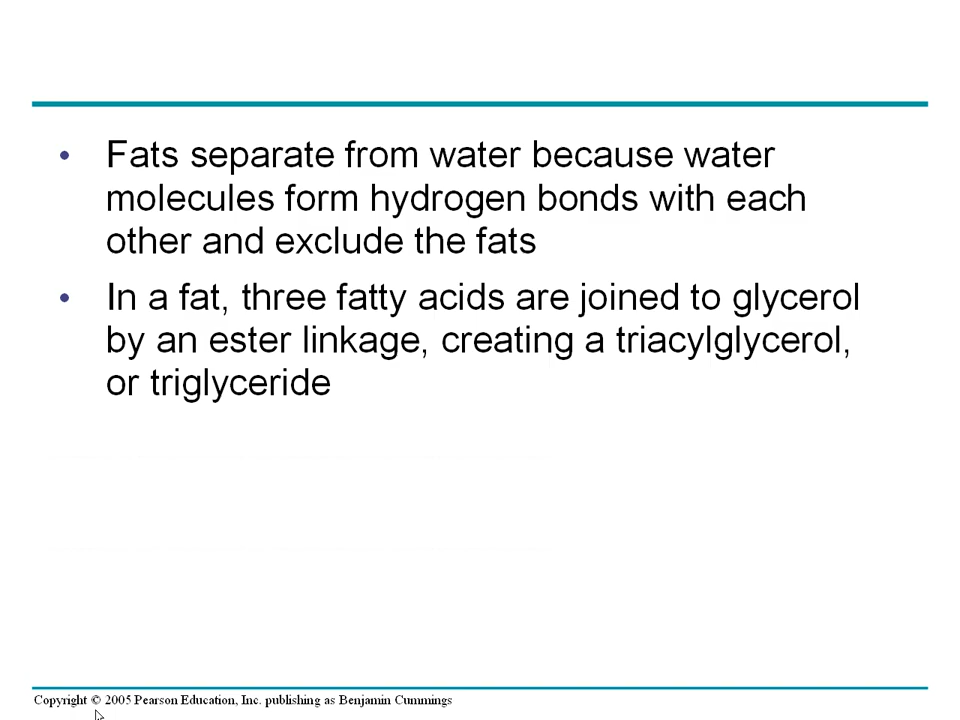 • Fats separate from water because water
molecules form hydrogen bonds with each
other and exclude the fats
• In a fat, three fatty acids are joined to glycerol
by an ester linkage, creating a triacylglycerol,
or triglyceride
Copyright © 2005 Pearson Education, Inc. publishing as Benjamin Cummings